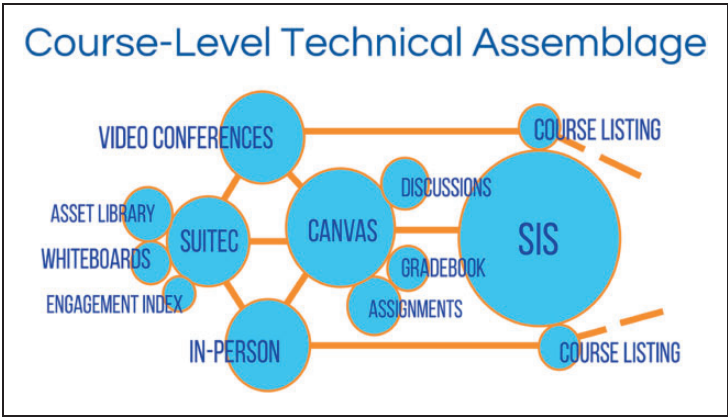 Course-Level Technical Assemblage
VIDEO CONFERENCES
COURSE LISTING
ASSET LIBRARY
DISCUSSIONS
SUITEC
CANVAS
SIS
WHITEBOARDS
GRADEBOOK
ENGAGEMENT INDEX
ASSIGNMENTS
IN-PERSON
COURSE LISTING